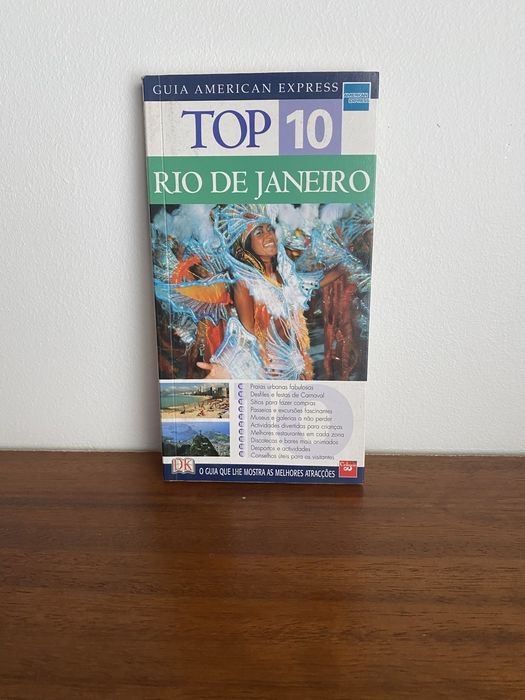 GUIA AMERICAN EXPRESS
AMERICAN EXPRESS
TOP 10
RIO DE JANEIRO
Praias urbanas fabulosas
Desfiles e festas de Carnaval
Sítios para fazer compras
Passeios e excursões fascinantes
Museus e galerias a não perder
Actividades divertidas para crianças
Melhores restaurantes em cada zona
Discotecas e bares mais animados
Desportos e actividades
Conselhos úteis para os visitantes
DK
O GUIA QUE LHE MOSTRA AS MELHORES ATRACÇÕES